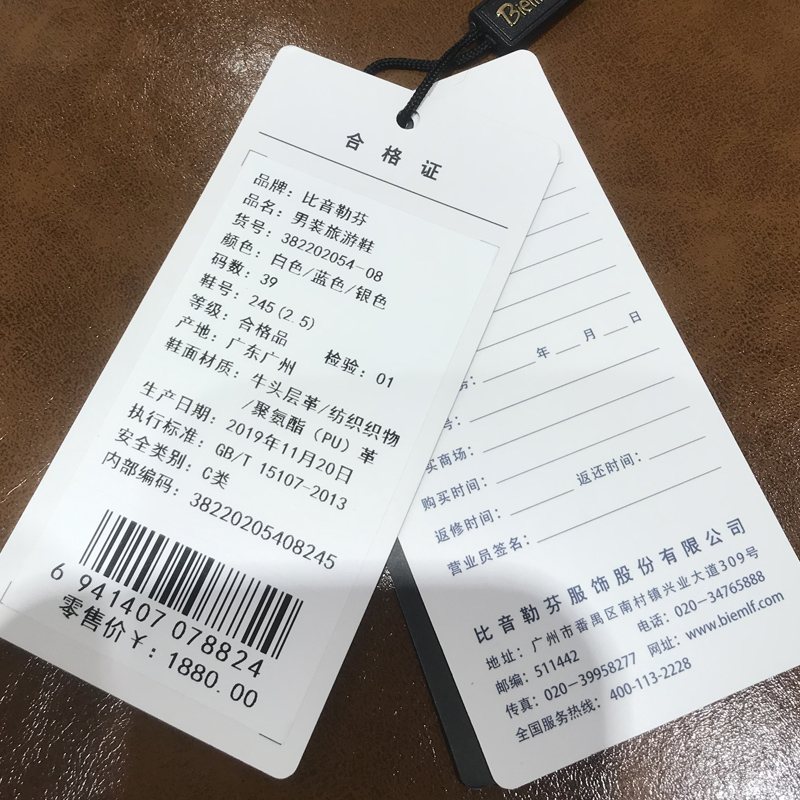 合格证
品牌：比音勒芬
品名：男装旅游鞋
货号：382202054-08
颜色：白色/蓝色/银色
码数：39
鞋号：245(2.5)
等级：合格品 检验：01
产地：广东广州
鞋面材质：牛头层革/纺织织物
/聚氨酯（PU）革
生产日期：2019年11月20日
执行标准：GB/T 15107-2013
安全类别：C类
内部编码：38220205408245
6 941407 078824
零售价￥：1880.00
年 月 日
号：
买商场：
购买时间： 返还时间：
返修时间：
营业员签名：
比音勒芬服饰股份有限公司
地址：广州市番禺区南村镇兴业大道309号
邮编：511442 电话：020-34765888
传真：020-39958277 网址：www.biemlf.com
全国服务热线：400-113-2228